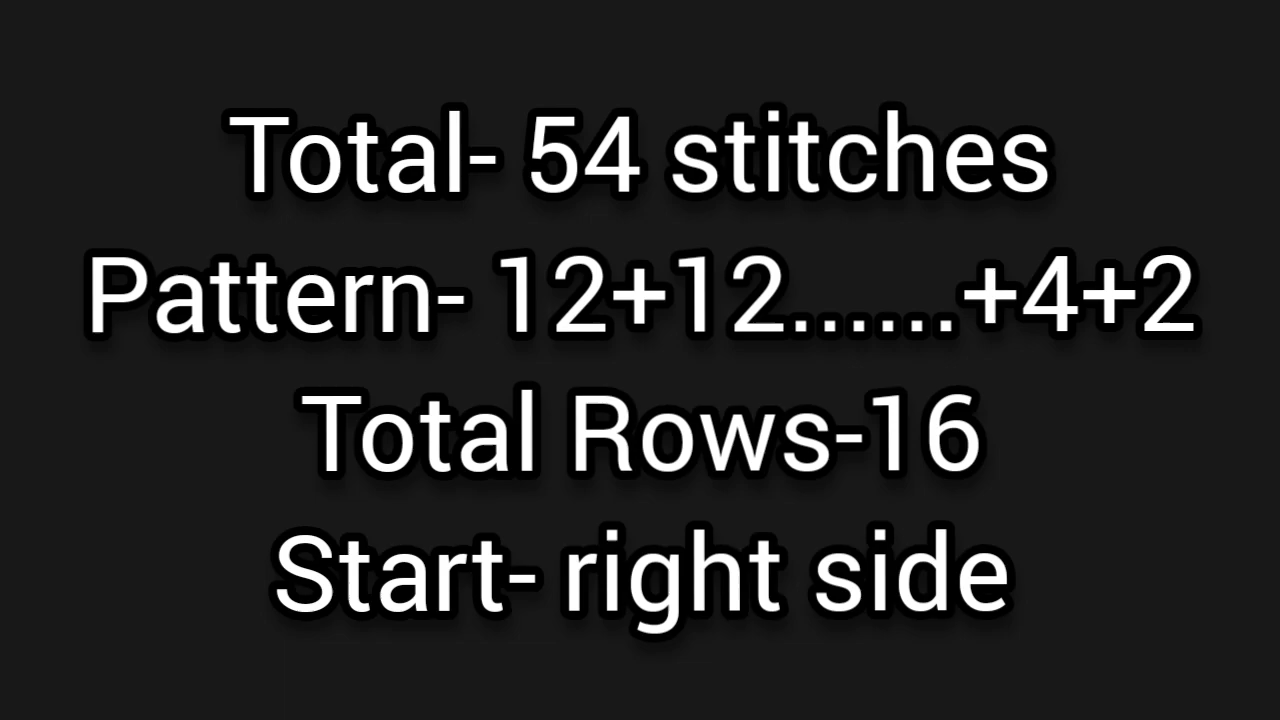 Total- 54 stitches
Pattern- 12+12......+4+2
Total Rows-16
Start- right side